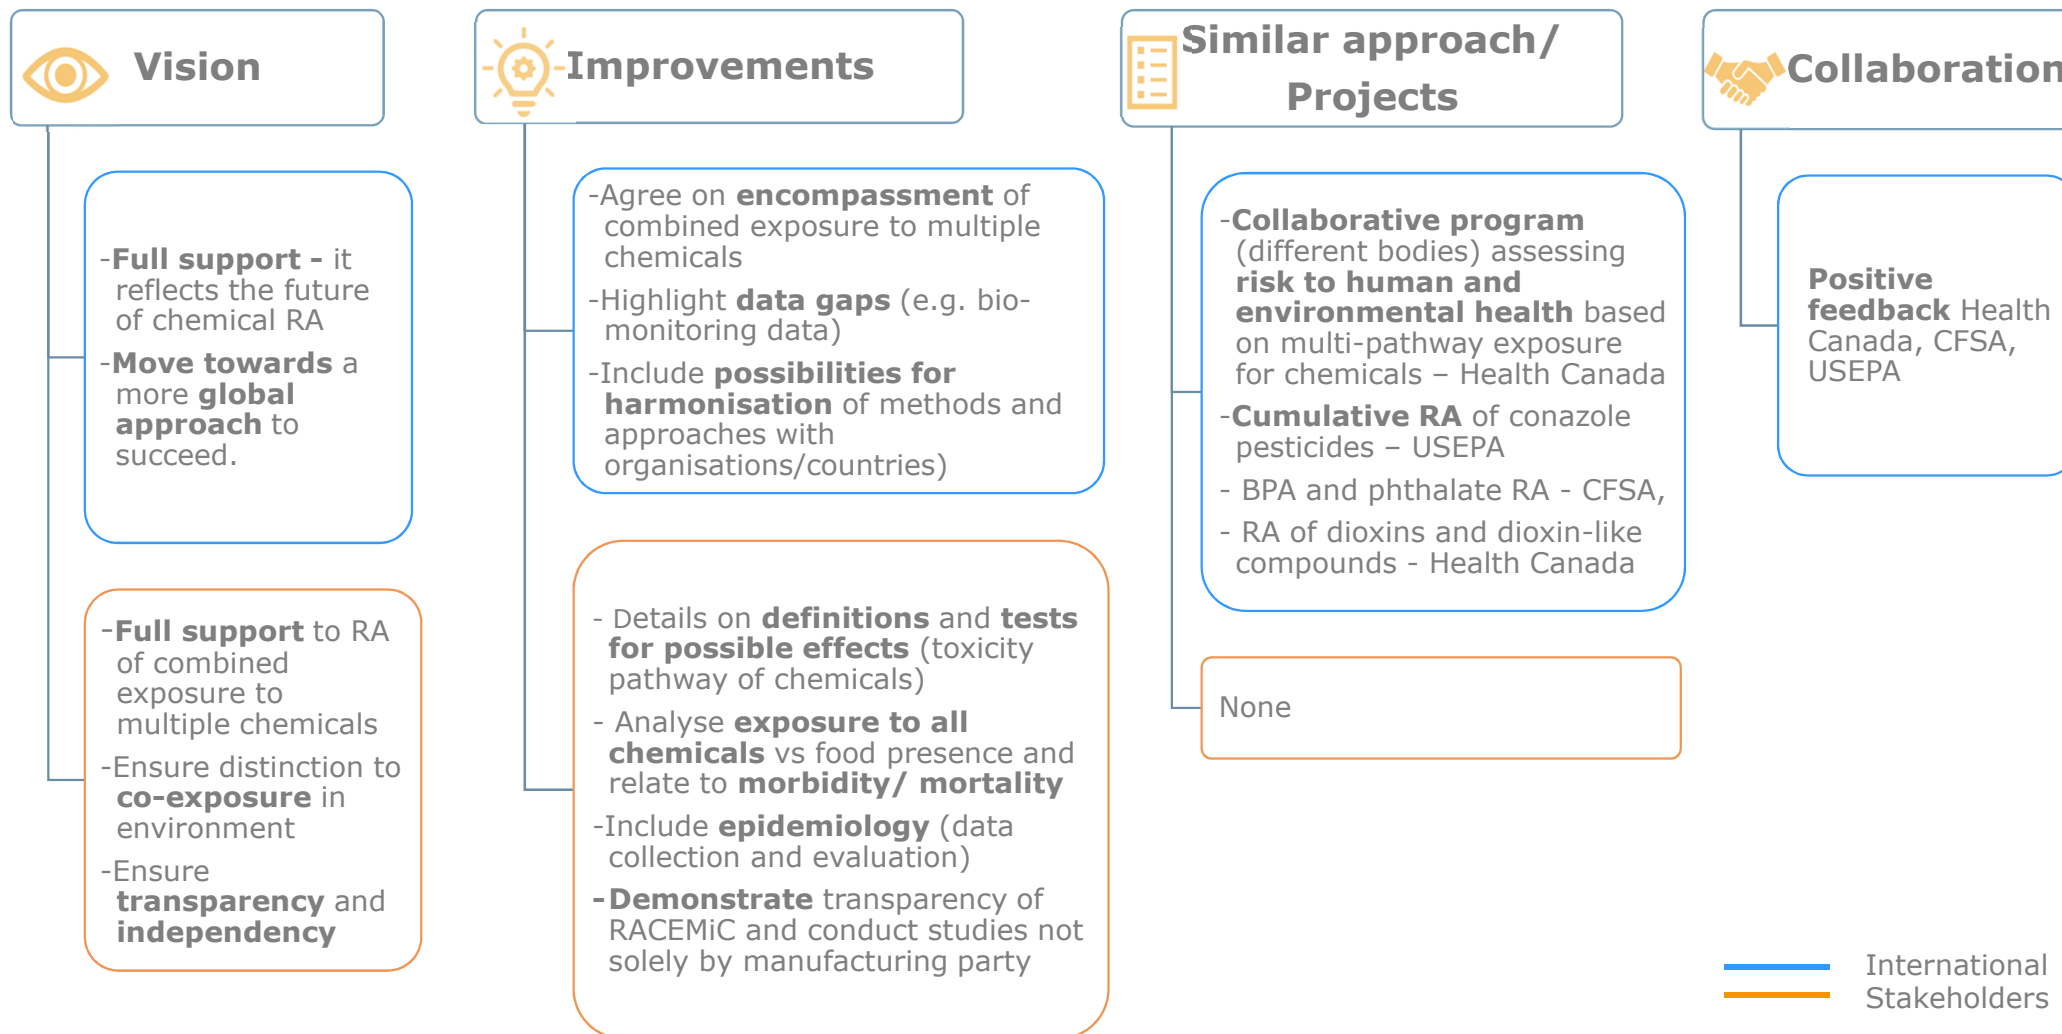 Vision
-Full support - it
reflects the future
of chemical RA
-Move towards a
more global
approach to
succeed.
-Full support to RA
of combined
exposure to
multiple chemicals
-Ensure distinction to
co-exposure in
environment
-Ensure
transparency and
independency
Improvements
-Agree on encompassment of
combined exposure to multiple
chemicals
-Highlight data gaps (e.g. bio-
monitoring data)
-Include possibilities for
harmonisation of methods and
approaches with
organisations/countries)
- Details on definitions and tests
for possible effects (toxicity
pathway of chemicals)
- Analyse exposure to all
chemicals vs food presence and
relate to morbidity/ mortality
-Include epidemiology (data
collection and evaluation)
-Demonstrate transparency of
RACEMiC and conduct studies not
solely by manufacturing party
Similar approach/
Projects
-Collaborative program
(different bodies) assessing
risk to human and
environmental health based
on multi-pathway exposure
for chemicals – Health Canada
-Cumulative RA of conazole
pesticides – USEPA
- BPA and phthalate RA - CFSA,
- RA of dioxins and dioxin-like
compounds - Health Canada
None
Collaboration
Positive
feedback Health
Canada, CFSA,
USEPA
International
Stakeholders